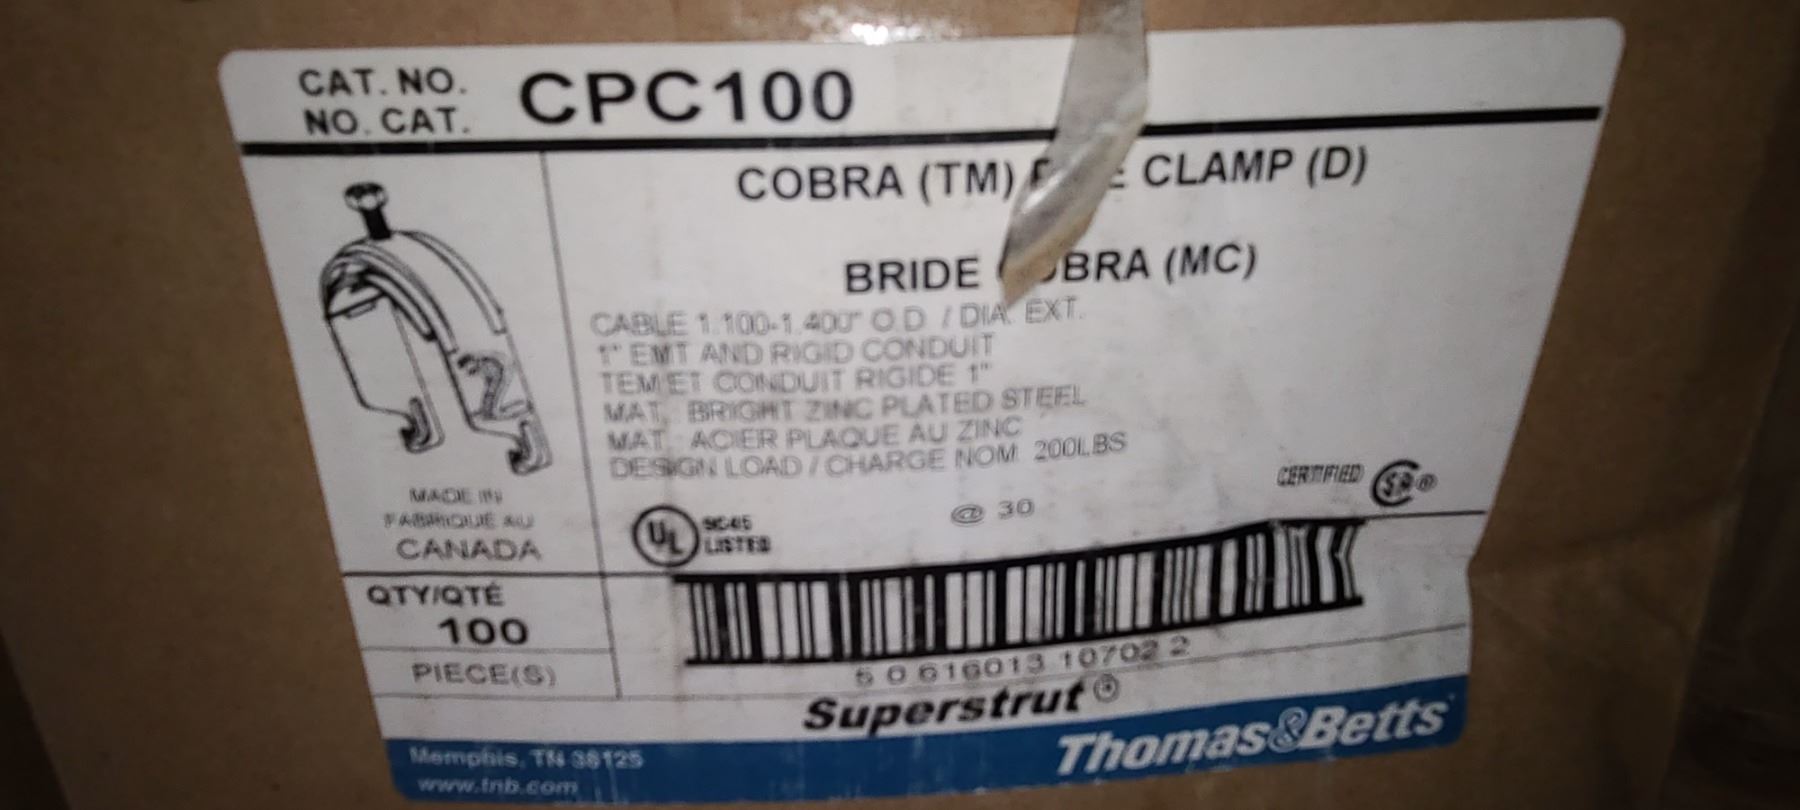 CAT. NO.
NO. CAT.
CPC100
COBRA (TM) CLAMP (D)
BRIDE (MC)
CABLE 1.100-1.400" O.D. / DIA. EXT.
1" EMT AND RIGID CONDUIT
TEM ET CONDUIT RIGIDE 1"
MAT. BRIGHT ZINC PLATED STEEL
MAT. ACIER PLAQUE AU ZINC
DESIGN LOAD / CHARGE NOM. 200LBS
@ 30
MADE IN
FABRIQUÉ AU
CANADA
UL
LISTED
CERTIFIED
QTY/QTÉ
100
PIECE(S)
5 0 616013 10702 2
Superstrut®
Memphis, TN 38125
www.tnb.com
Thomas&Betts